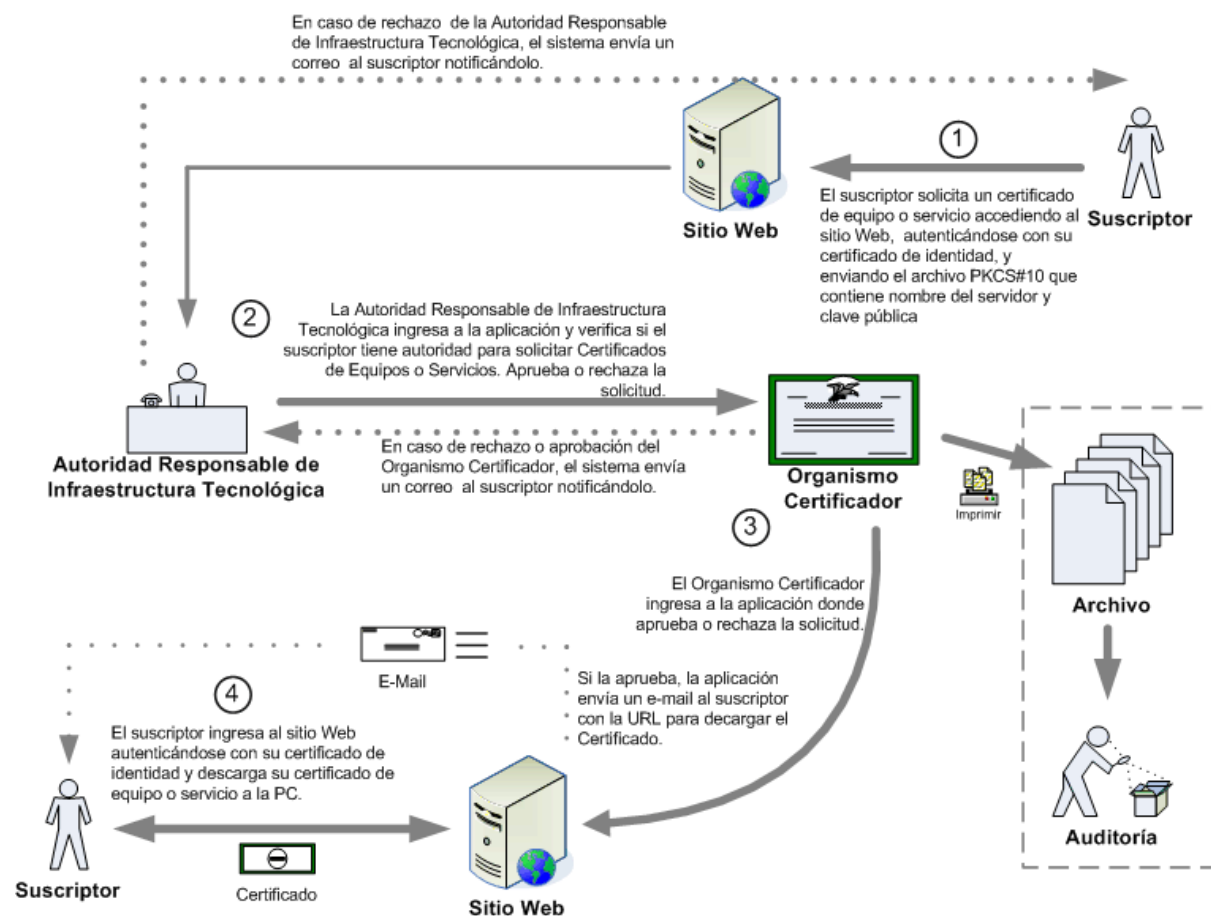 En caso de rechazo de la Autoridad Responsable
de Infraestructura Tecnológica, el sistema envía un
correo al suscriptor notificándolo.
1
Sitio Web
Suscriptor
El suscriptor solicita un certificado
de equipo o servicio accediendo al
sitio Web, autenticándose con su
certificado de identidad, y
enviando el archivo PKCS#10 que
contiene nombre del servidor y
clave pública
2
La Autoridad Responsable de Infraestructura
Tecnológica ingresa a la aplicación y verifica si el
suscriptor tiene autoridad para solicitar Certificados
de Equipos o Servicios. Aprueba o rechaza la
solicitud.
Autoridad Responsable de
Infraestructura Tecnológica
En caso de rechazo o aprobación del
Organismo Certificador, el sistema envía
un correo al suscriptor notificándolo.
Organismo
Certificador
Imprimir
3
El Organismo Certificador
ingresa a la aplicación donde
aprueba o rechaza la solicitud.
Archivo
E-Mail
Si la aprueba, la aplicación
envía un e-mail al suscriptor
con la URL para decargar el
Certificado.
4
El suscriptor ingresa al sitio Web
autenticándose con su certificado de
identidad y descarga su certificado de
equipo o servicio a la PC.
Auditoría
Suscriptor
Certificado
Sitio Web